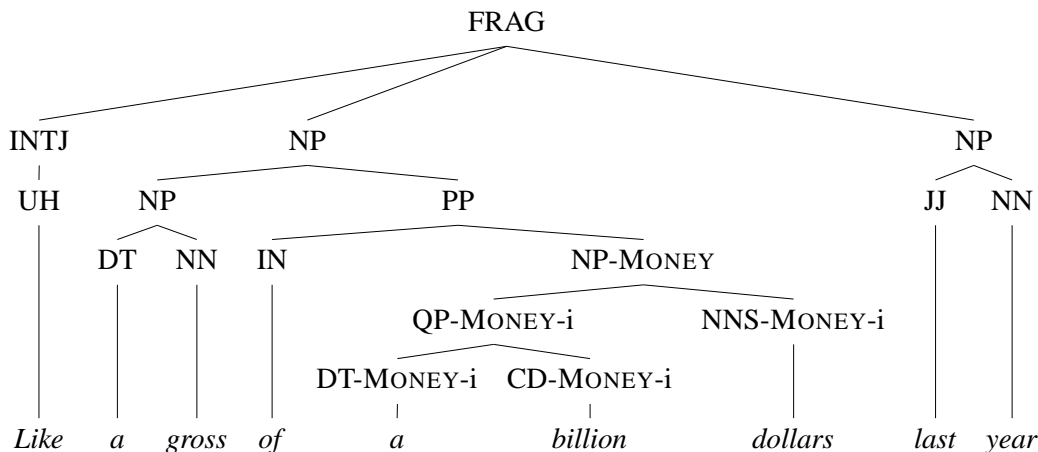 FRAG
INTJ NP NP
UH NP PP JJ NN
DT NN IN NP-MONEY
QP-MONEY-i NNS-MONEY-i
DT-MONEY-i CD-MONEY-i
Like a gross of a billion dollars last year